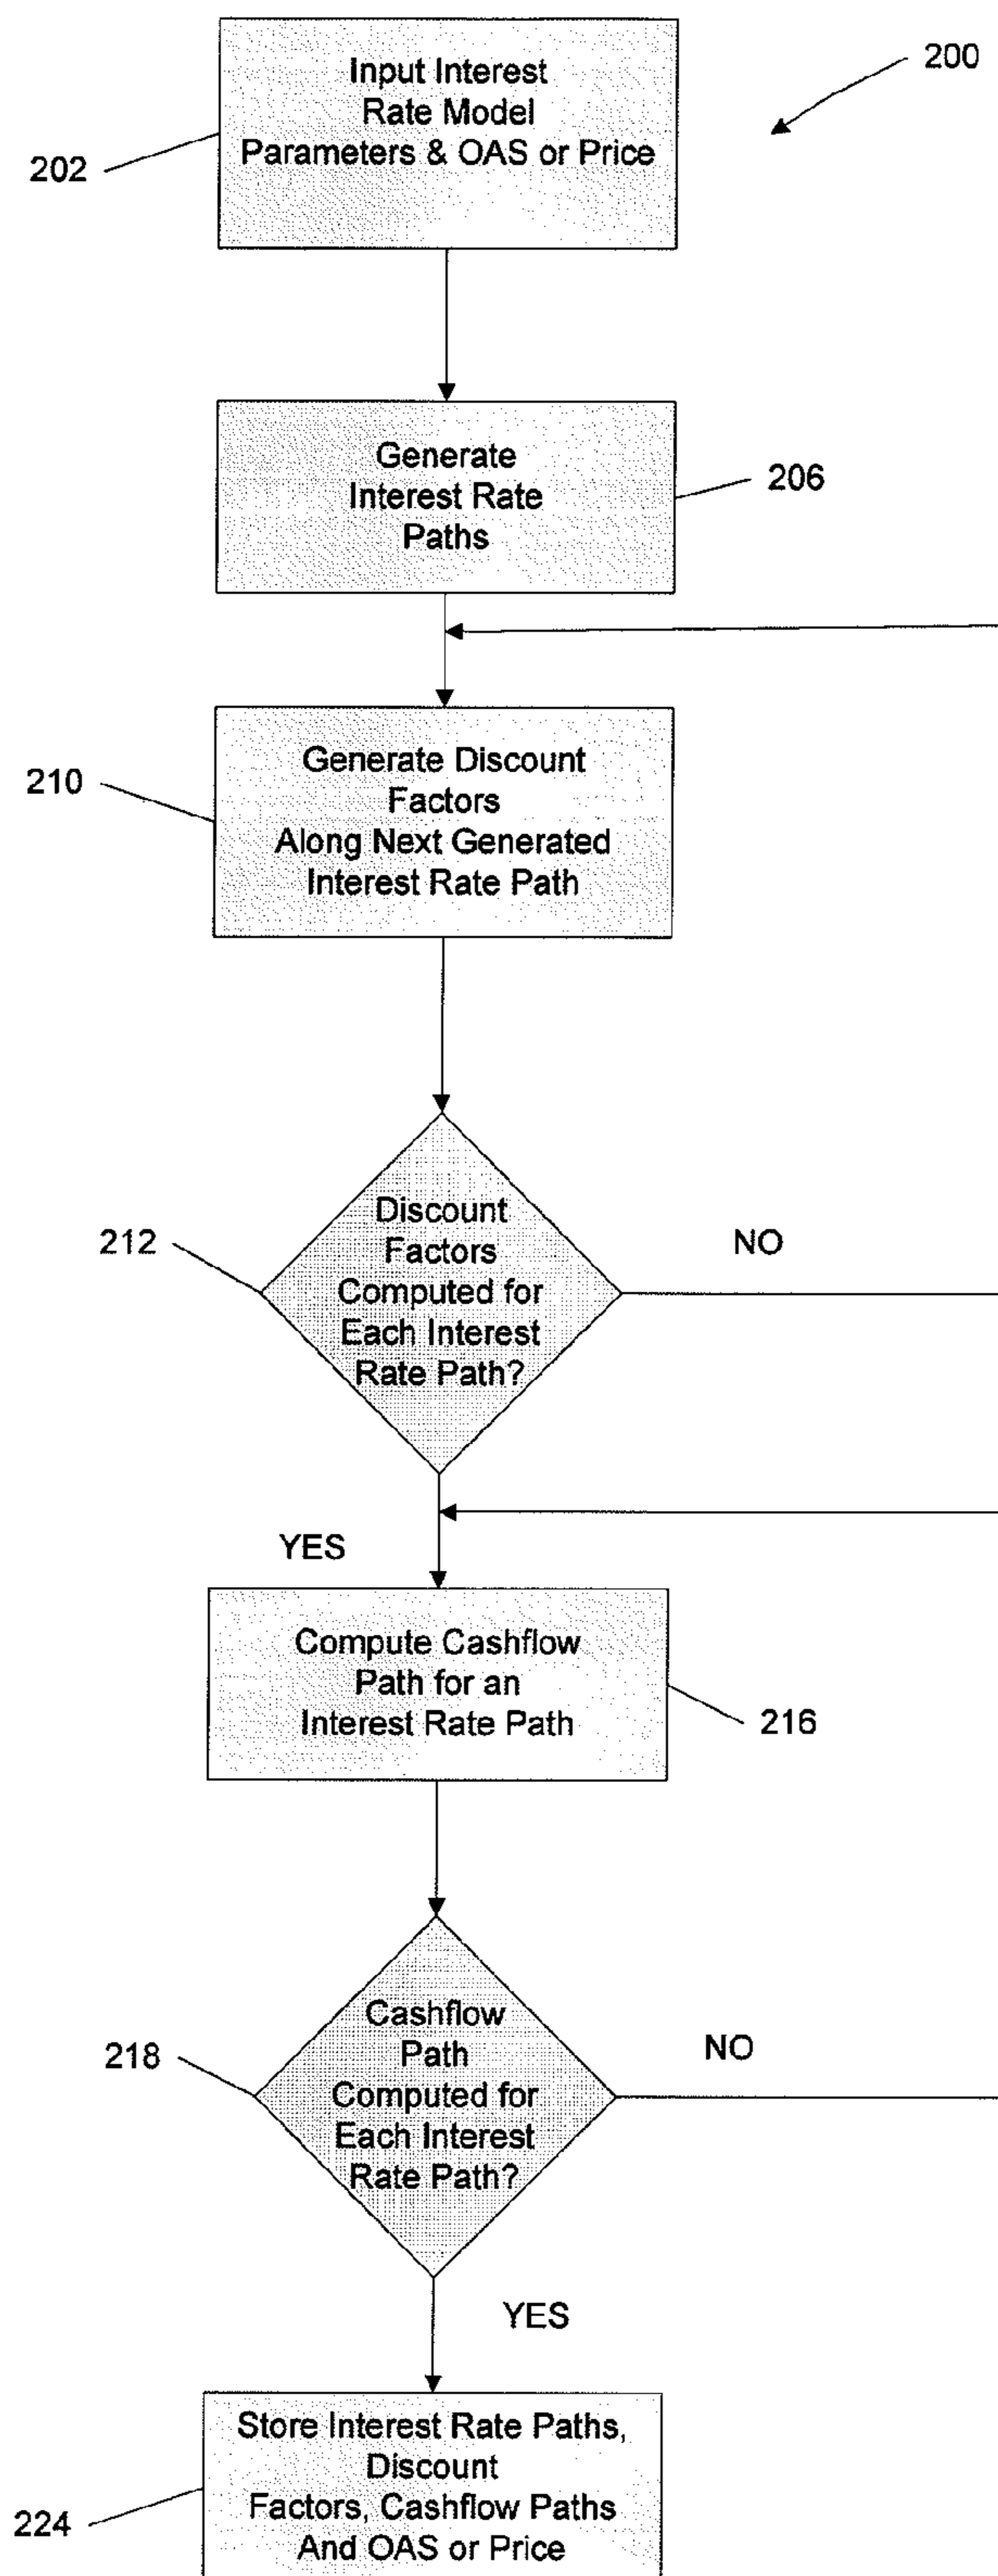 200
Input Interest
Rate Model
Parameters & OAS or Price
202
Generate
Interest Rate
Paths
206
Generate Discount
Factors
Along Next Generated
Interest Rate Path
210
Discount
Factors
Computed for
Each Interest
Rate Path?
212
NO
YES
Compute Cashflow
Path for an
Interest Rate Path
216
Cashflow
Path
Computed for
Each Interest
Rate Path?
218
NO
YES
Store Interest Rate Paths,
Discount
Factors, Cashflow Paths
And OAS or Price
224